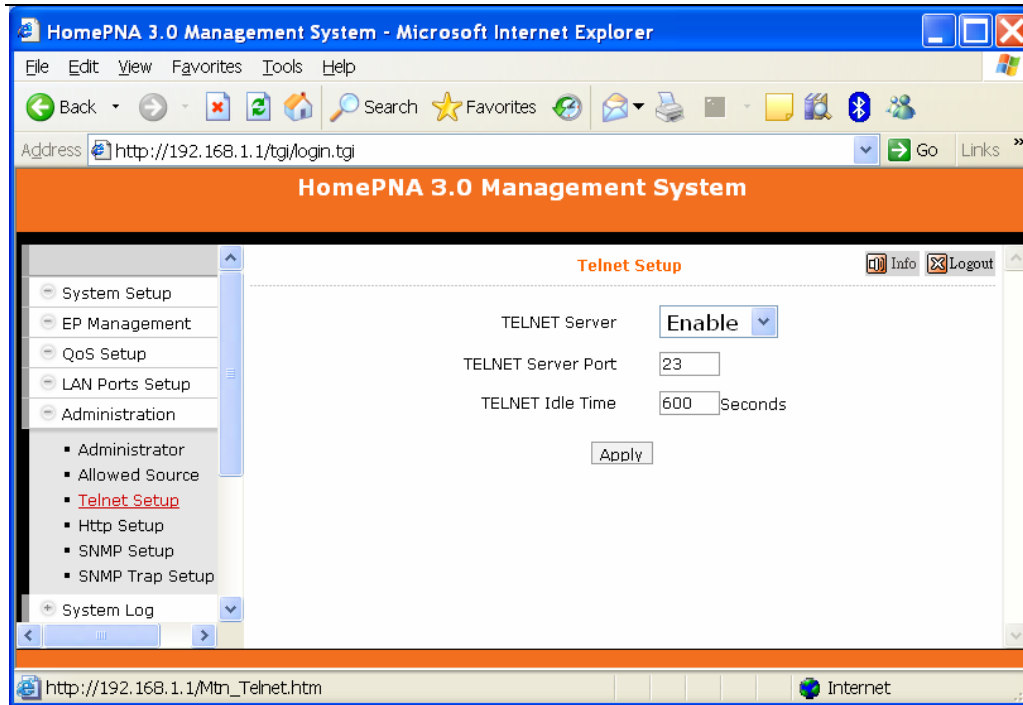 HomePNA 3.0 Management System - Microsoft Internet Explorer
File Edit View Favorites Tools Help
Back Search Favorites
Address http://192.168.1.1/tgi/login.tgi Go Links »
HomePNA 3.0 Management System
Telnet Setup Info Logout
System Setup
EP Management
QoS Setup
LAN Ports Setup
Administration
Administrator
Allowed Source
Telnet Setup
Http Setup
SNMP Setup
SNMP Trap Setup
System Log
TELNET Server Enable
TELNET Server Port 23
TELNET Idle Time 600 Seconds
Apply
http://192.168.1.1/Mtn_Telnet.htm Internet